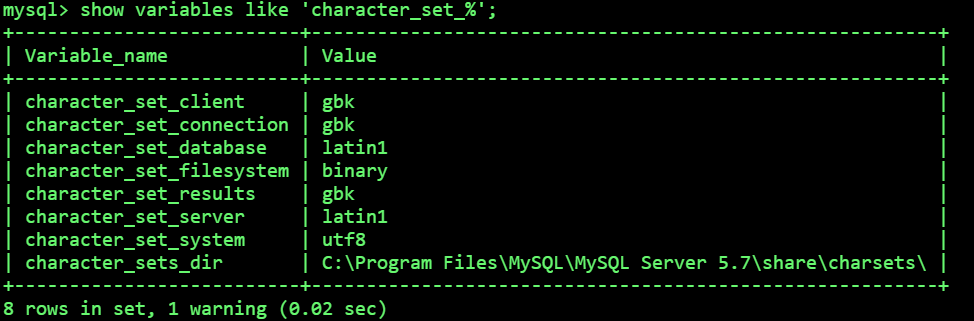 mysql> show variables like 'character_set_%';
+--------------------------+---------------------------------------------------------+
| Variable_name            | Value                                                   |
+--------------------------+---------------------------------------------------------+
| character_set_client     | gbk                                                     |
| character_set_connection | gbk                                                     |
| character_set_database   | latin1                                                  |
| character_set_filesystem | binary                                                  |
| character_set_results    | gbk                                                     |
| character_set_server     | latin1                                                  |
| character_set_system     | utf8                                                    |
| character_sets_dir       | C:\Program Files\MySQL\MySQL Server 5.7\share\charsets\ |
+--------------------------+---------------------------------------------------------+
8 rows in set, 1 warning (0.02 sec)